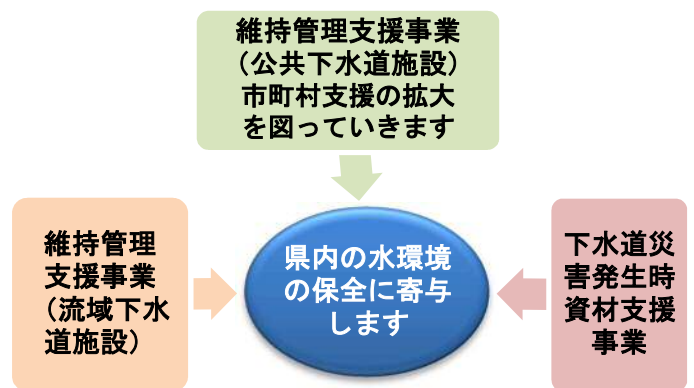 維持管理支援事業
（公共下水道施設）
市町村支援の拡大
を図っていきます
維持管理
支援事業
（流域下水
道施設）
県内の水環境
の保全に寄与
します
下水道災
害発生時
資材支援
事業